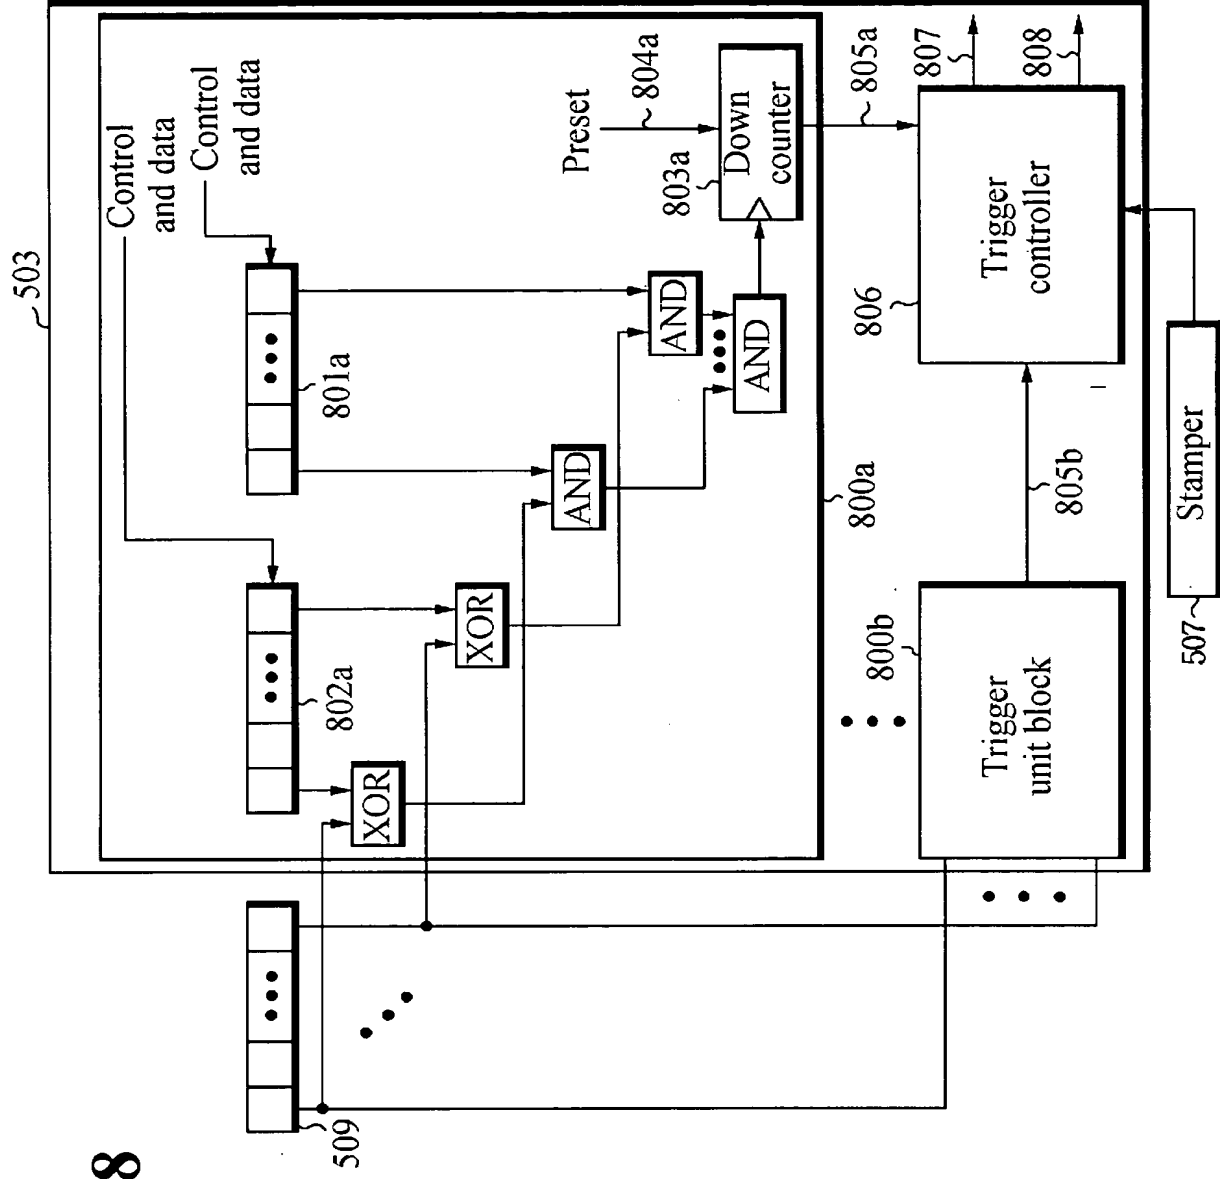 8
503
Control
and data
Control
and data
509
802a
801a
XOR
XOR
AND
AND
AND
Preset
804a
803a
Down
counter
805a
800a
800b
Trigger
unit block
805b
806
Trigger
controller
807
808
507
Stamper